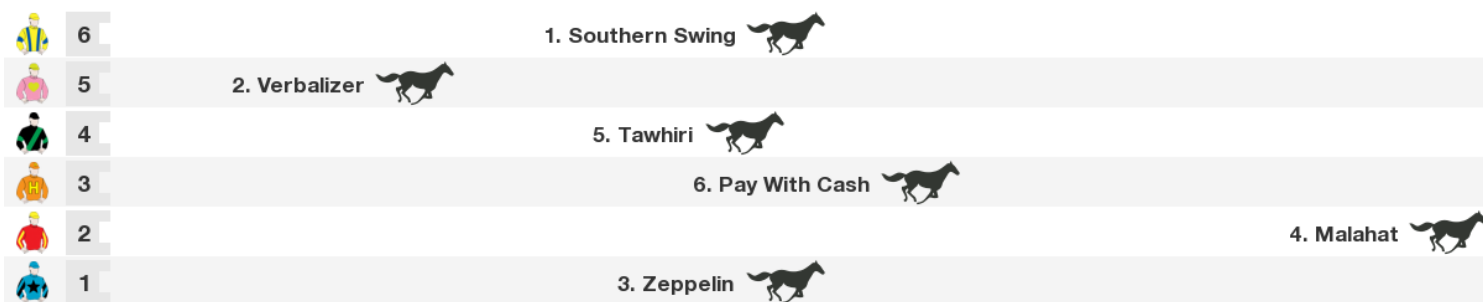 6 1. Southern Swing
5 2. Verbalizer
4 5. Tawhiri
H 3 6. Pay With Cash
2 4. Malahat
1 3. Zeppelin